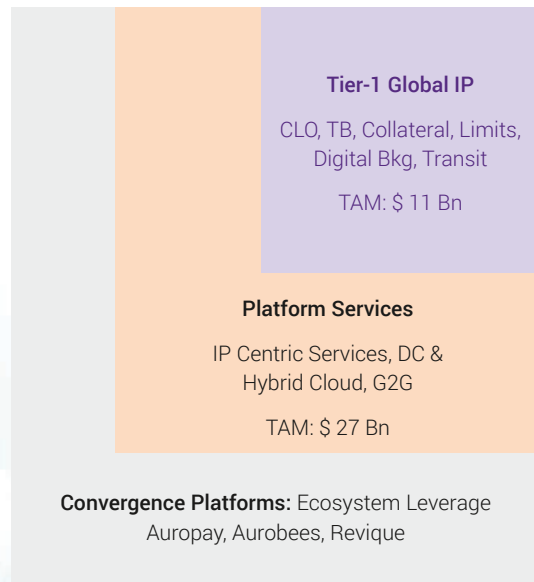 Tier-1 Global IP
CLO, TB, Collateral, Limits,
Digital Bkg, Transit
TAM: $ 11 Bn
Platform Services
IP Centric Services, DC &
Hybrid Cloud, G2G
TAM: $ 27 Bn
Convergence Platforms: Ecosystem Leverage
Auropay, Aurobees, Revique